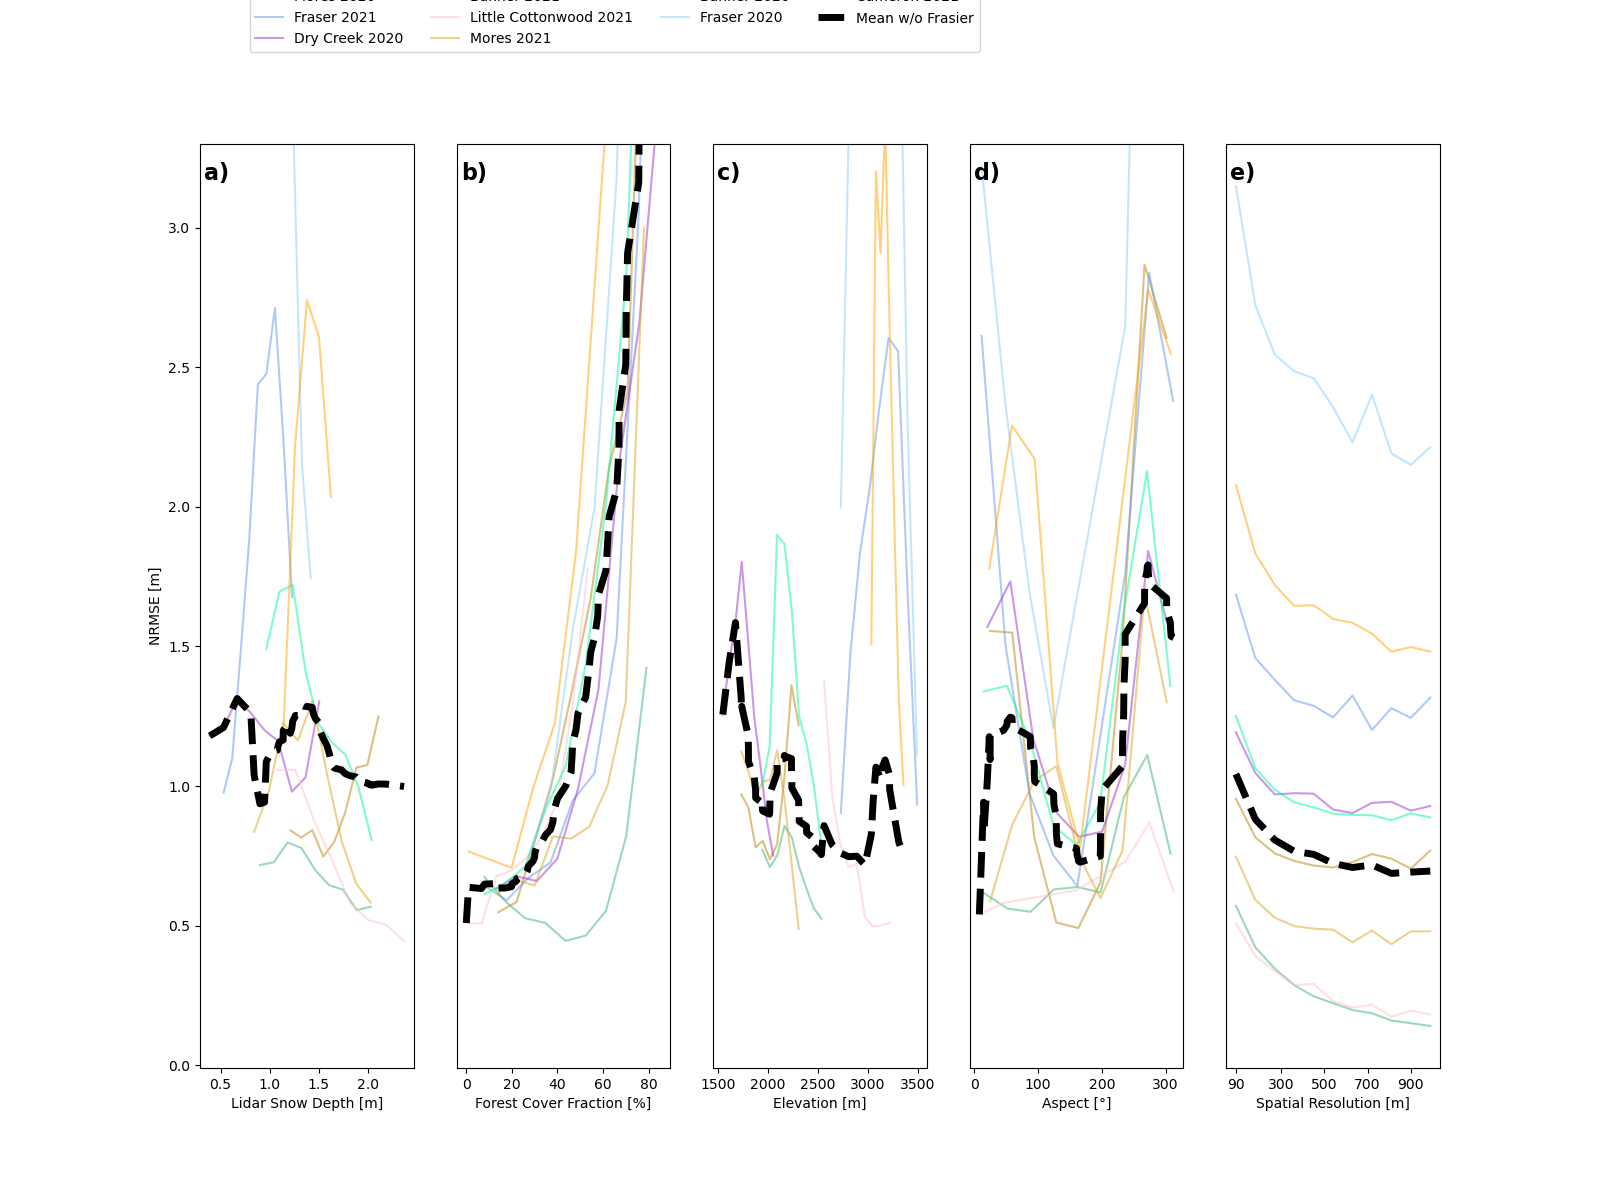 Fraser 2021 Little Cottonwood 2021 Fraser 2020 Mean w/o Frasier
Dry Creek 2020 Mores 2021
a) b) c) d) e)
3.0
2.5
2.0
1.5
1.0
0.5
0.0
NRMSE [m]
0.5 1.0 1.5 2.0 0 20 40 60 80 1500 2000 2500 3000 3500 0 100 200 300 90 300 500 700 900
Lidar Snow Depth [m] Forest Cover Fraction [%] Elevation [m] Aspect [°] Spatial Resolution [m]